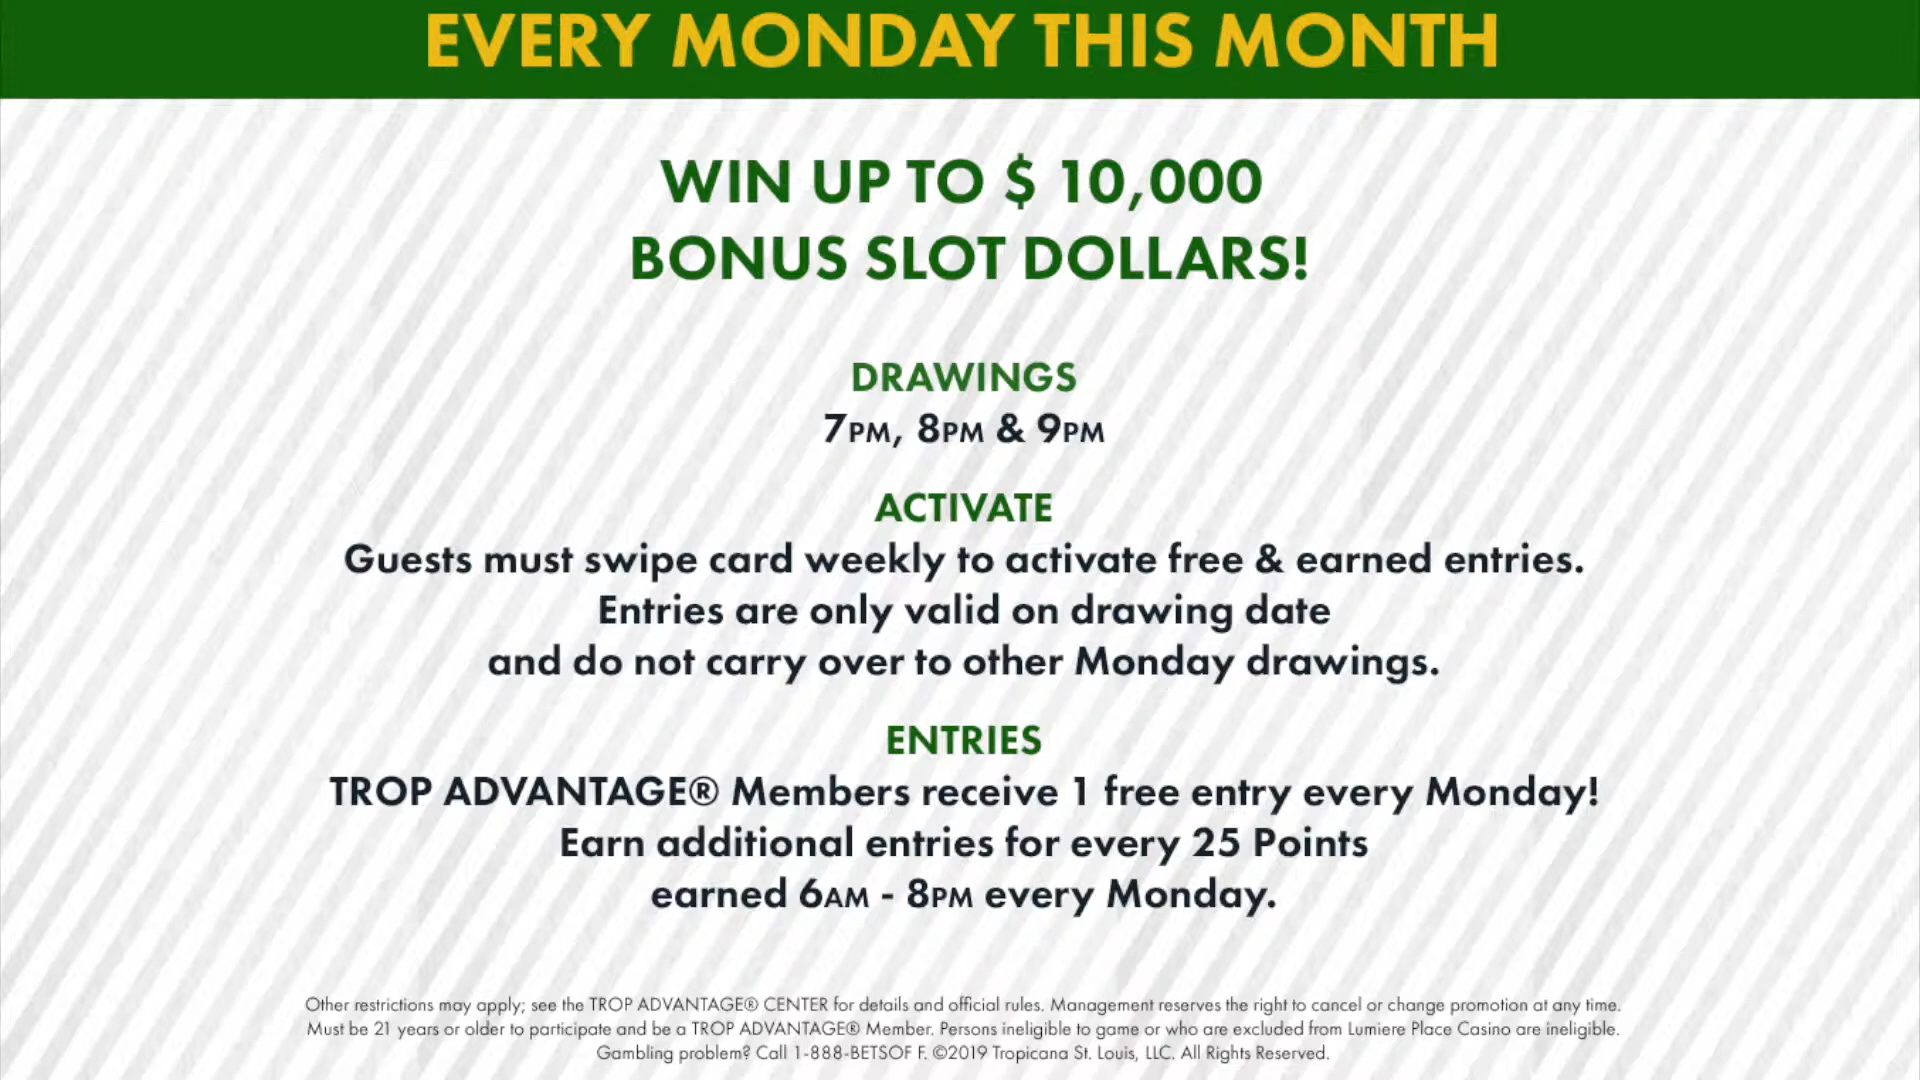 EVERY MONDAY THIS MONTH
WIN UP TO $ 10,000
BONUS SLOT DOLLARS!
DRAWINGS
7PM, 8PM & 9PM
ACTIVATE
Guests must swipe card weekly to activate free & earned entries.
Entries are only valid on drawing date
and do not carry over to other Monday drawings.
ENTRIES
TROP ADVANTAGE® Members receive 1 free entry every Monday!
Earn additional entries for every 25 Points
earned 6AM - 8PM every Monday.
Other restrictions may apply; see the TROP ADVANTAGE® CENTER for details and official rules. Management reserves the right to cancel or change promotion at any time.
Must be 21 years or older to participate and be a TROP ADVANTAGE® Member. Persons ineligible to game or who are excluded from Lumiere Place Casino are ineligible.
Gambling problem? Call 1-888-BETSOF F. ©2019 Tropicana St. Louis, LLC. All Rights Reserved.